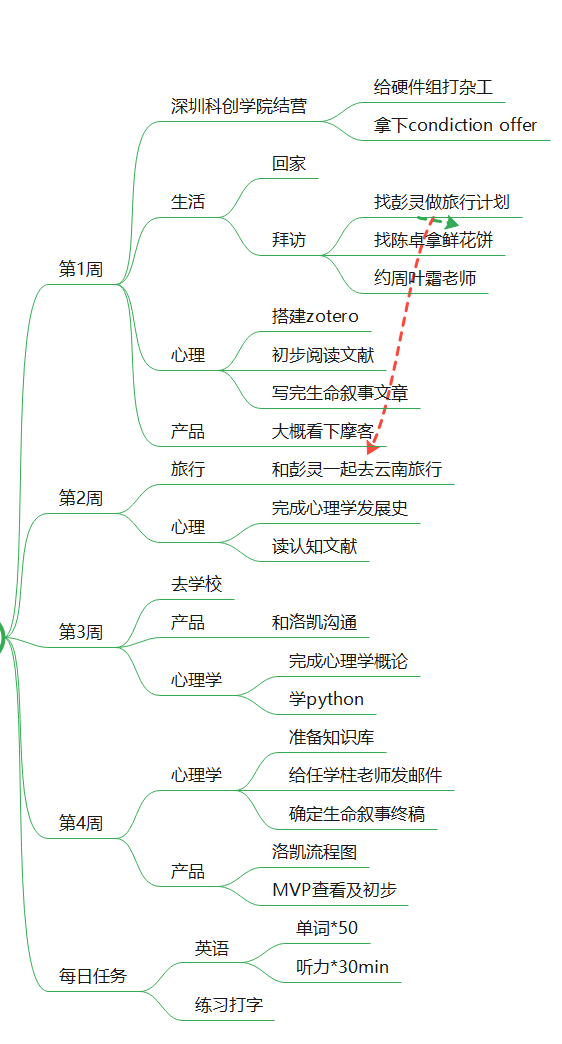 给硬件组打杂工
深圳科创学院结营
拿下condiction offer
回家
生活
找彭灵做旅行计划
拜访
找陈卓拿鲜花饼
第1周
约周叶霜老师
搭建zotero
心理
初步阅读文献
写完生命叙事文章
产品
大概看下摩客
旅行
和彭灵一起去云南旅行
第2周
完成心理学发展史
心理
读认知文献
去学校
第3周
产品
和洛凯沟通
完成心理学概论
心理学
学python
准备知识库
心理学
给任学柱老师发邮件
第4周
确定生命叙事终稿
洛凯流程图
产品
MVP查看及初步
单词*50
英语
听力*30min
每日任务
练习打字